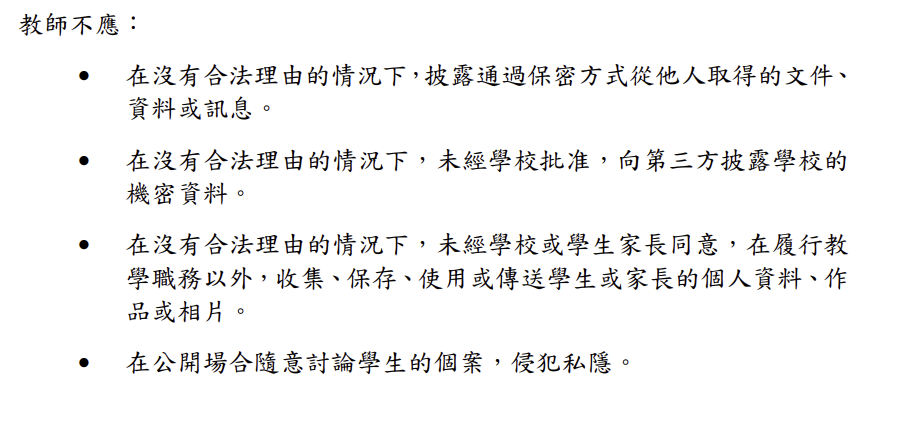 教師不應：
● 在沒有合法理由的情況下，披露通過保密方式從他人取得的文件、
資料或訊息。
● 在沒有合法理由的情況下，未經學校批准，向第三方披露學校的
機密資料。
● 在沒有合法理由的情況下，未經學校或學生家長同意，在履行教
學職務以外，收集、保存、使用或傳送學生或家長的個人資料、作
品或相片。
● 在公開場合隨意討論學生的個案，侵犯私隱。